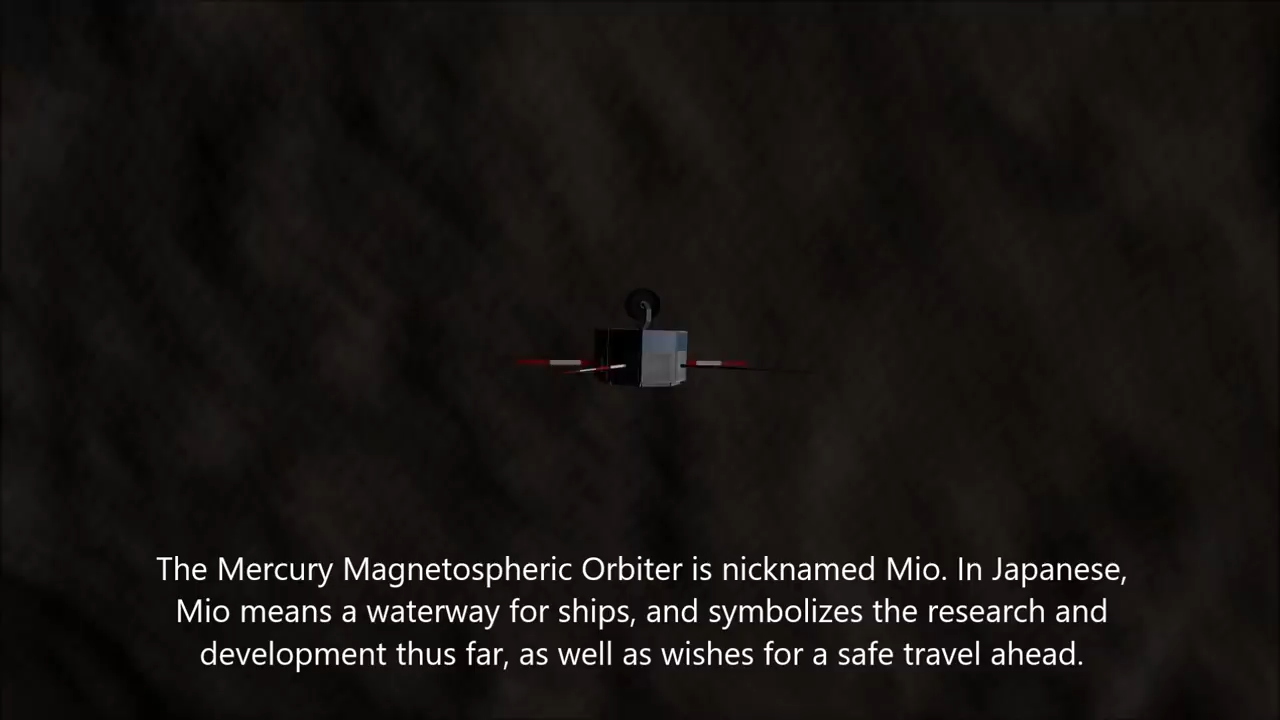 The Mercury Magnetospheric Orbiter is nicknamed Mio. In Japanese,
Mio means a waterway for ships, and symbolizes the research and
development thus far, as well as wishes for a safe travel ahead.